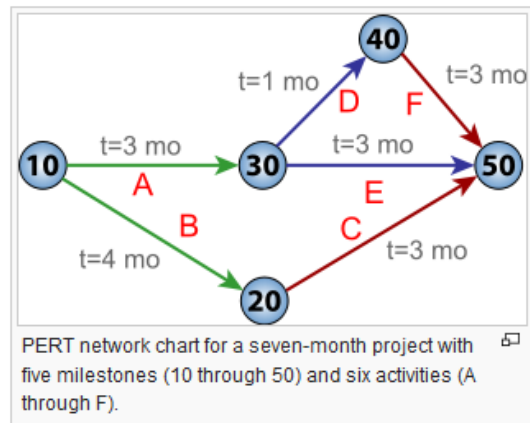 40
t=1 mo
t=3 mo
D
F
10
t=3 mo
30
t=3 mo
50
A
E
B
C
t=4 mo
t=3 mo
20
PERT network chart for a seven-month project with
five milestones (10 through 50) and six activities (A
through F).